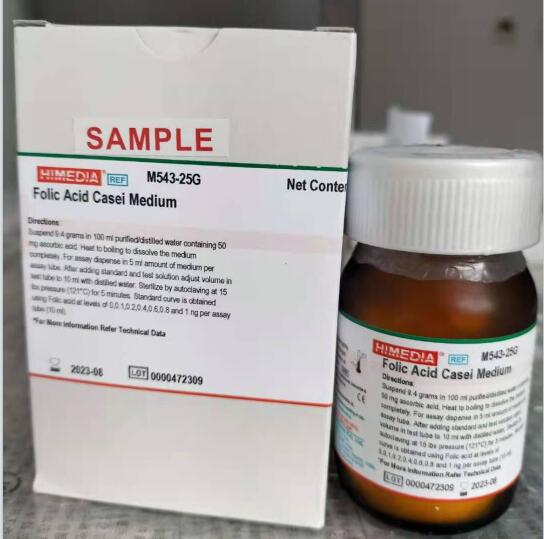 SAMPLE
HIMEDIA® REF M543-25G
Net Conter
Folic Acid Casei Medium
Directions:
Suspend 9.4 grams in 100 ml purified/distilled water containing 50
mg ascorbic acid. Heat to boiling to dissolve the medium
completely. For assay dispense in 5 ml amount of medium per
assay tube. After adding standard and test solution adjust volume in
test tube to 10 ml with distilled water. Sterilize by autoclaving at 15
lbs pressure (121°C) for 5 minutes. Standard curve is obtained
using Folic acid at levels of 0,0.1,0.2,0.4,0.6,0.8 and 1 ng per assay
tube (10 ml).
*For More Information Refer Technical Data
2023-08 LOT 0000472309
HIMEDIA® REF M543-25G
Folic Acid Casei Medium
Directions:
Suspend 9.4 grams in 100 ml purified/distilled water
50 mg ascorbic acid. Heat to boiling to dissolve the
completely. For assay dispense in 5 ml amount of
assay tube. After adding standard and test solution
volume in test tube to 10 ml with distilled water.
autoclaving at 15 lbs pressure (121°C) for 5 minutes.
curve is obtained using Folic acid at levels of
0,0.1,0.2,0.4,0.6,0.8 and 1 ng per assay tube (10 ml).
*For More Information Refer Technical Data
LOT 0000472309 2023-08